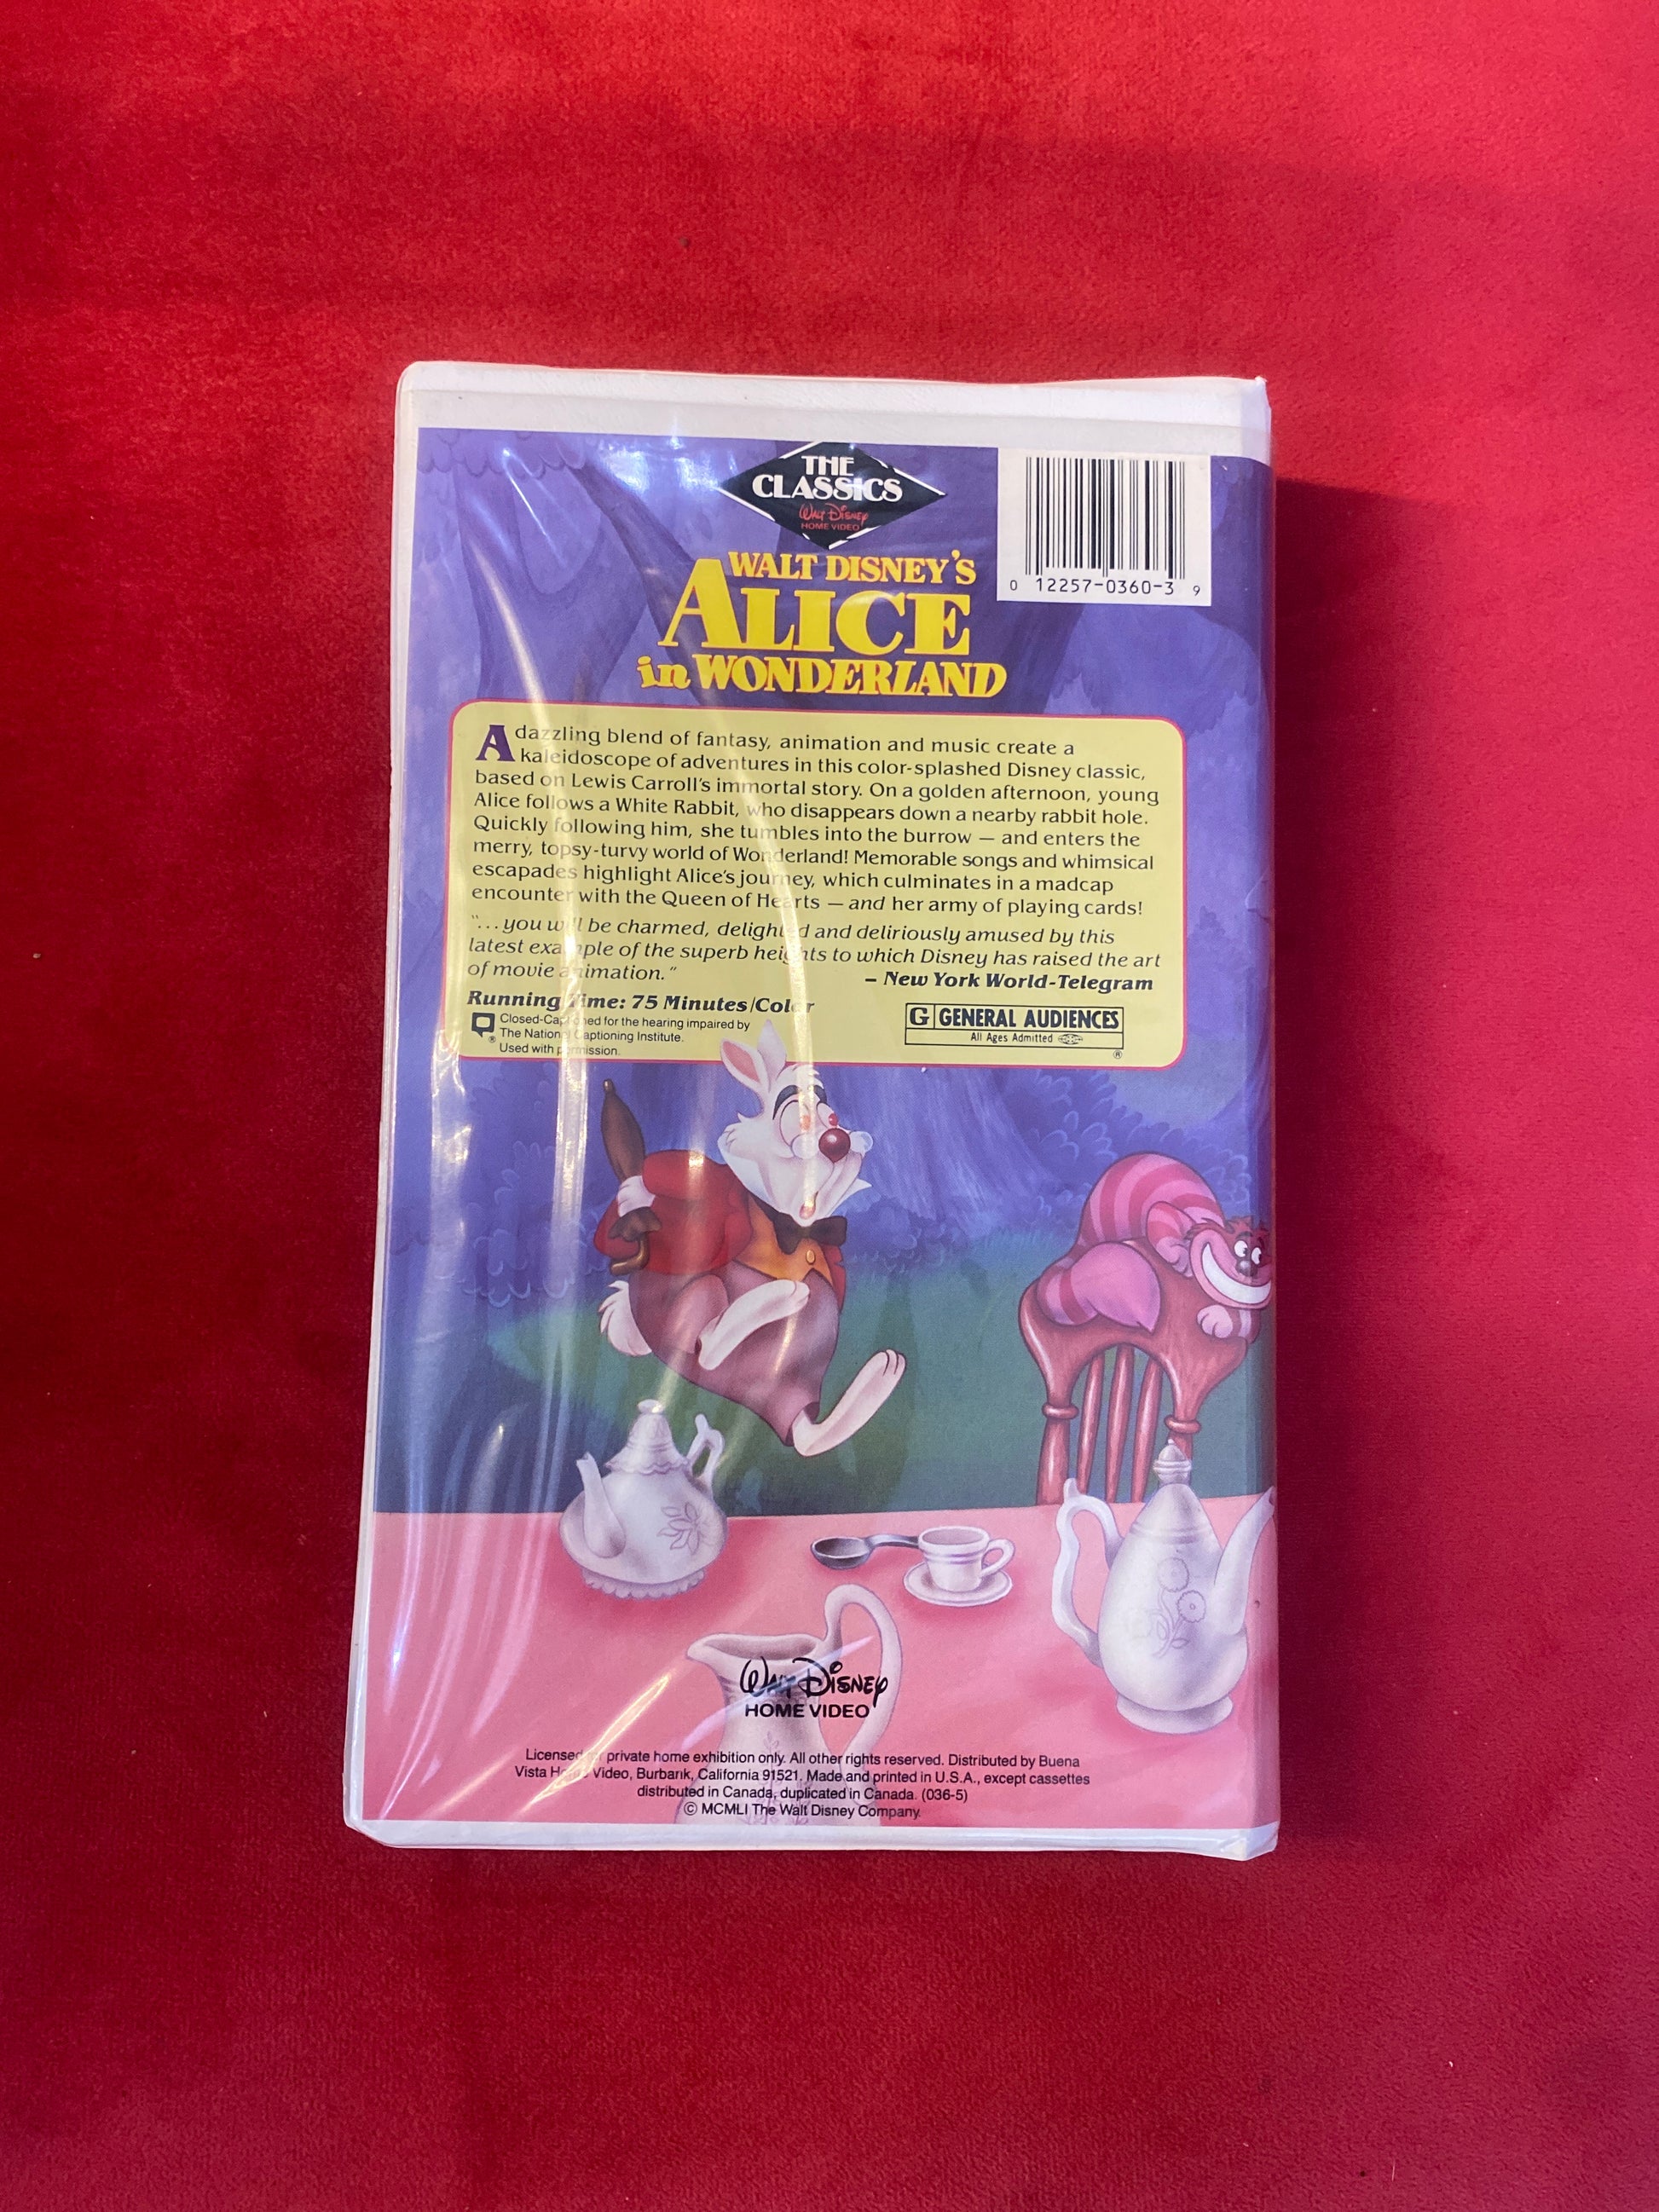 THE
CLASSICS
Walt Disney
HOME VIDEO
0 12257-0360-3 9
WALT DISNEY'S
ALICE
in WONDERLAND
A dazzling blend of fantasy, animation and music create a
kaleidoscope of adventures in this color-splashed Disney classic,
based on Lewis Carroll's immortal story. On a golden afternoon, young
Alice follows a White Rabbit, who disappears down a nearby rabbit hole.
Quickly following him, she tumbles into the burrow — and enters the
merry, topsy-turvy world of Wonderland! Memorable songs and whimsical
escapades highlight Alice's journey, which culminates in a madcap
encounter with the Queen of Hearts — and her army of playing cards!
"...you will be charmed, delighted and deliriously amused by this
latest example of the superb heights to which Disney has raised the art
of movie animation."
– New York World-Telegram
Running Time: 75 Minutes/Color
Closed-Captioned for the hearing impaired by
The National Captioning Institute.
® Used with permission.
G GENERAL AUDIENCES
All Ages Admitted
®
Walt Disney
HOME VIDEO
Licensed for private home exhibition only. All other rights reserved. Distributed by Buena
Vista Home Video, Burbank, California 91521. Made and printed in U.S.A., except cassettes
distributed in Canada, duplicated in Canada. (036-5)
© MCMLI The Walt Disney Company.